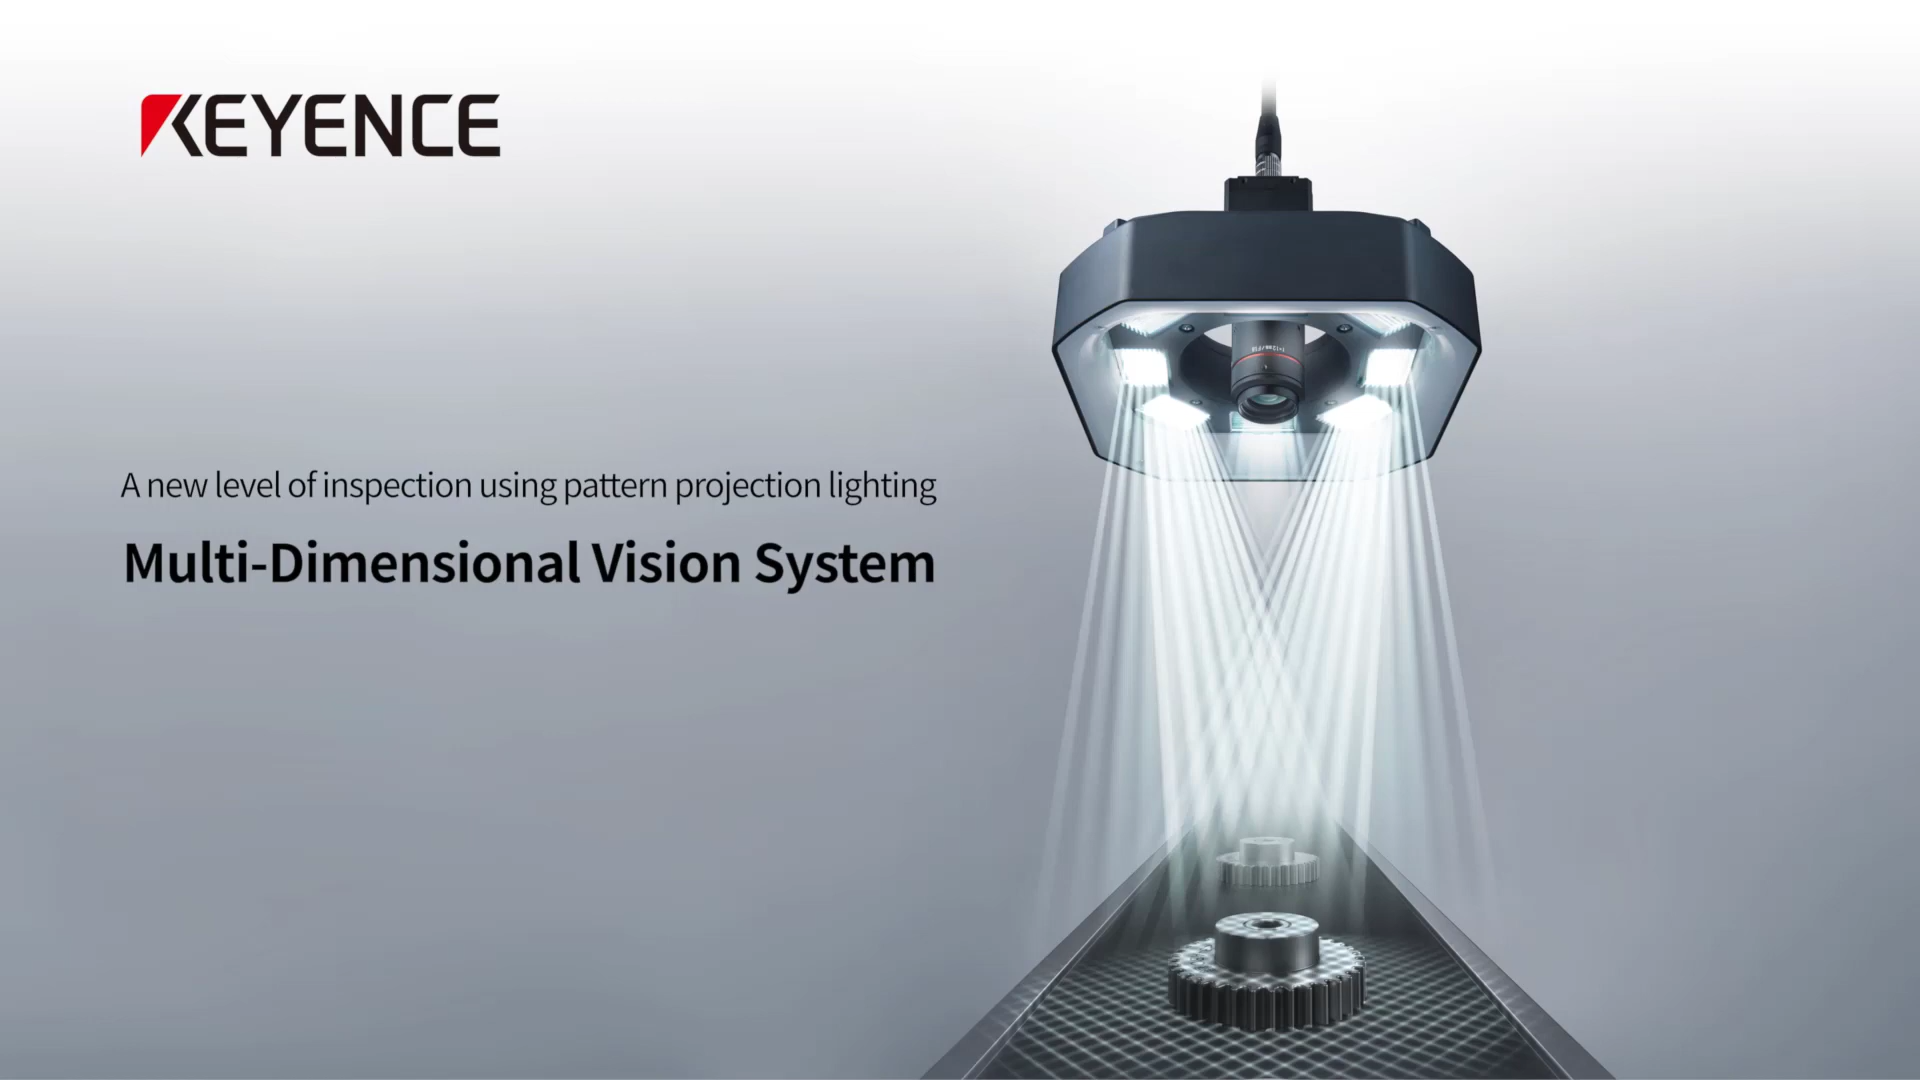 KEYENCE
A new level of inspection using pattern projection lighting
Multi-Dimensional Vision System